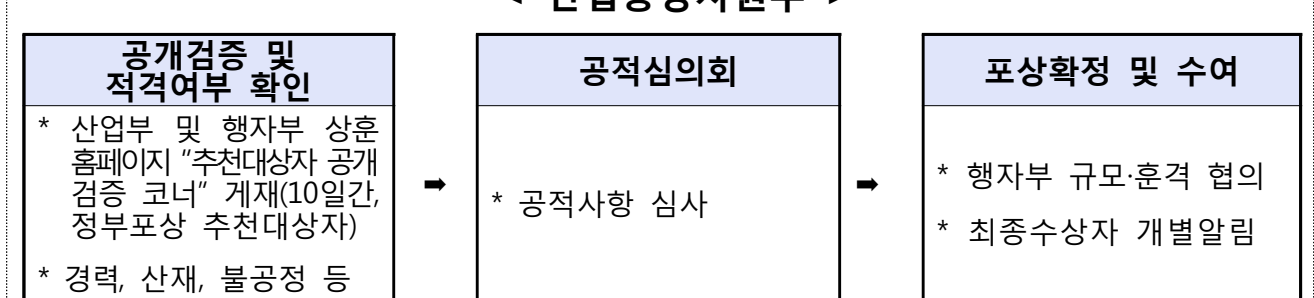 공개검증 및
적격여부 확인
* 산업부 및 행자부 상훈
홈페이지 "추천대상자 공개
검증 코너" 게재(10일간,
정부포상 추천대상자)
* 경력, 산재, 불공정 등
➡
공적심의회
* 공적사항 심사
➡
포상확정 및 수여
* 행자부 규모·훈격 협의
* 최종수상자 개별알림